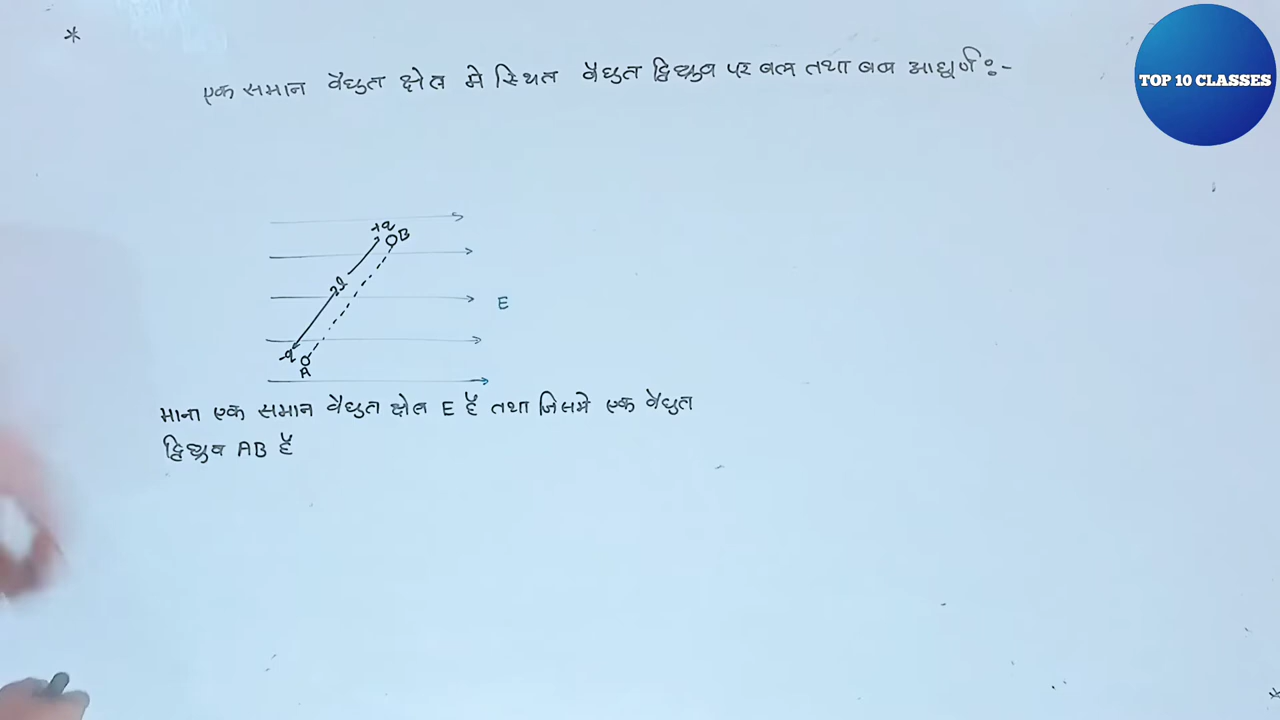 *
एक समान वैद्युत क्षेत्र मे स्थित वैद्युत द्विध्रुव पर बल तथा बल आघूर्ण :-
TOP 10 CLASSES
+q
B
2l
E
-q
A
माना एक समान वैद्युत क्षेत्र E है तथा जिसमे एक वैद्युत
द्विध्रुव AB है